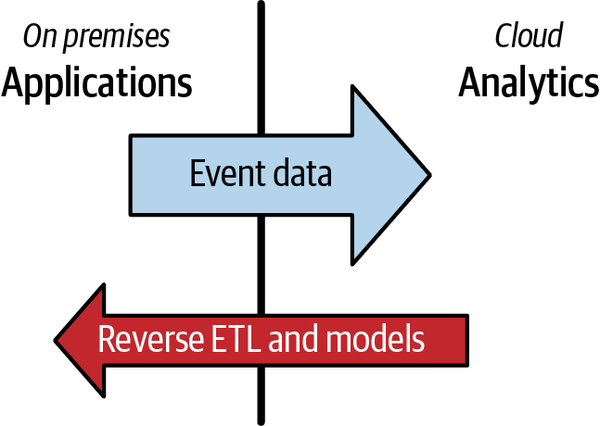 On premises
Applications
Cloud
Analytics
Event data
Reverse ETL and models